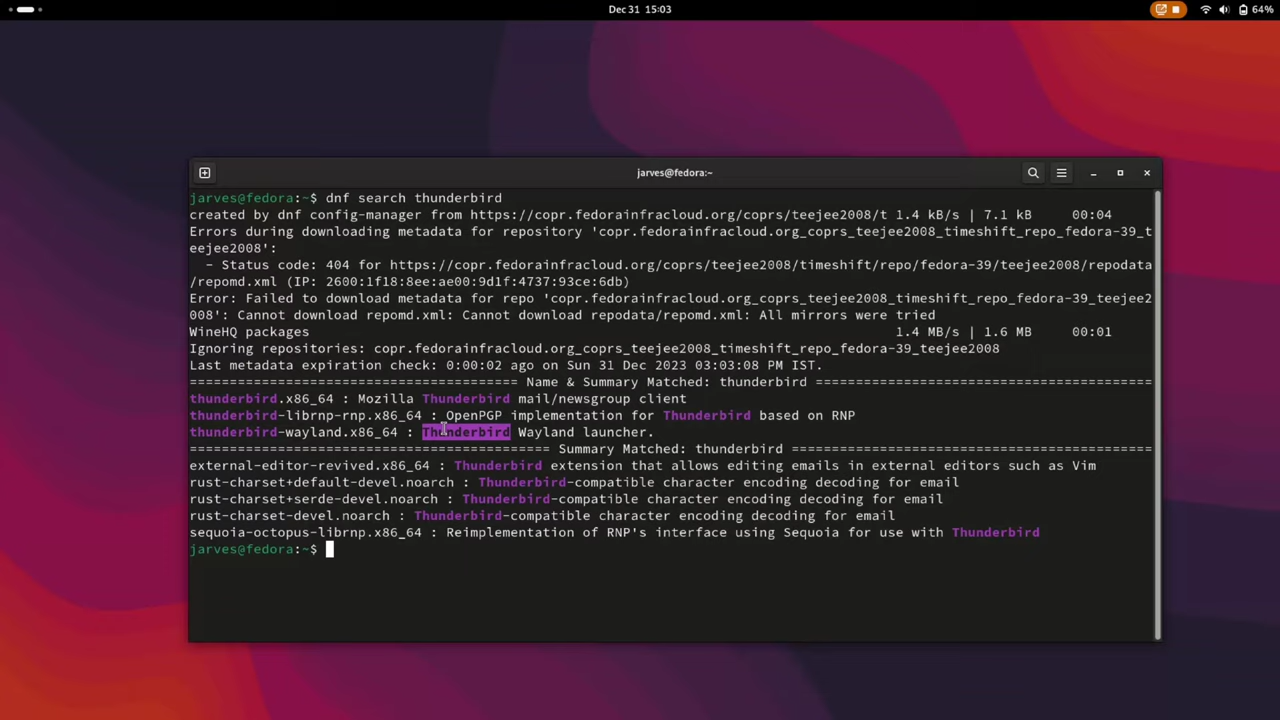 Dec 31 15:03
64%
jarves@fedora:~
jarves@fedora:~$ dnf search thunderbird
created by dnf config-manager from https://copr.fedorainfracloud.org/coprs/teejee2008/t 1.4 kB/s | 7.1 kB     00:04
Errors during downloading metadata for repository 'copr.fedorainfracloud.org_coprs_teejee2008_timeshift_repo_fedora-39_t
eejee2008':
  - Status code: 404 for https://copr.fedorainfracloud.org/coprs/teejee2008/timeshift/repo/fedora-39/teejee2008/repodata
/repomd.xml (IP: 2600:1f18:8ee:ae00:9d1f:4737:93ce:6db)
Error: Failed to download metadata for repo 'copr.fedorainfracloud.org_coprs_teejee2008_timeshift_repo_fedora-39_teejee2
008': Cannot download repomd.xml: Cannot download repodata/repomd.xml: All mirrors were tried
WineHQ packages                                                                         1.4 MB/s | 1.6 MB     00:01
Ignoring repositories: copr.fedorainfracloud.org_coprs_teejee2008_timeshift_repo_fedora-39_teejee2008
Last metadata expiration check: 0:00:02 ago on Sun 31 Dec 2023 03:03:08 PM IST.
========================================= Name & Summary Matched: thunderbird ==========================================
thunderbird.x86_64 : Mozilla Thunderbird mail/newsgroup client
thunderbird-librnp-rnp.x86_64 : OpenPGP implementation for Thunderbird based on RNP
thunderbird-wayland.x86_64 : Thunderbird Wayland launcher.
============================================= Summary Matched: thunderbird ==============================================
external-editor-revived.x86_64 : Thunderbird extension that allows editing emails in external editors such as Vim
rust-charset+default-devel.noarch : Thunderbird-compatible character encoding decoding for email
rust-charset+serde-devel.noarch : Thunderbird-compatible character encoding decoding for email
rust-charset-devel.noarch : Thunderbird-compatible character encoding decoding for email
sequoia-octopus-librnp.x86_64 : Reimplementation of RNP's interface using Sequoia for use with Thunderbird
jarves@fedora:~$